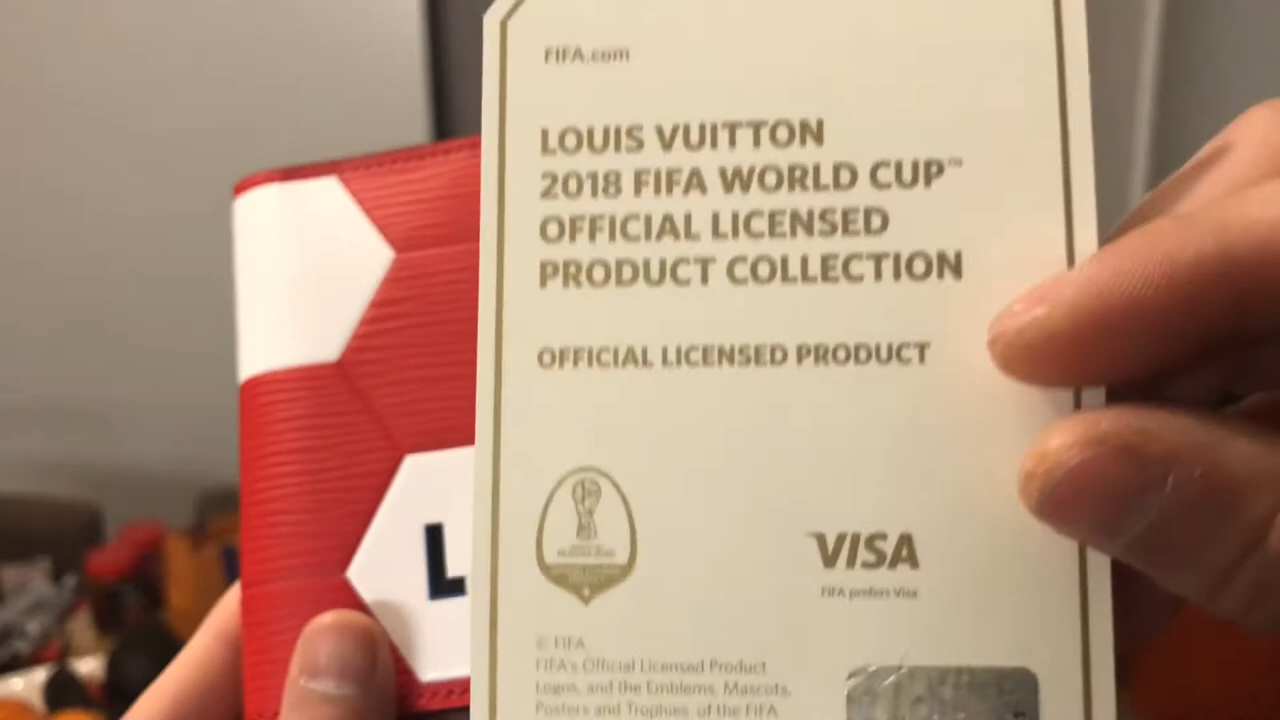 FIFA.com
LOUIS VUITTON
2018 FIFA WORLD CUP™
OFFICIAL LICENSED
PRODUCT COLLECTION
OFFICIAL LICENSED PRODUCT
VISA
FIFA prefers Visa
L
© FIFA
FIFA's Official Licensed Product
Logos, and the Emblems, Mascots,
Posters and Trophies, of the FIFA